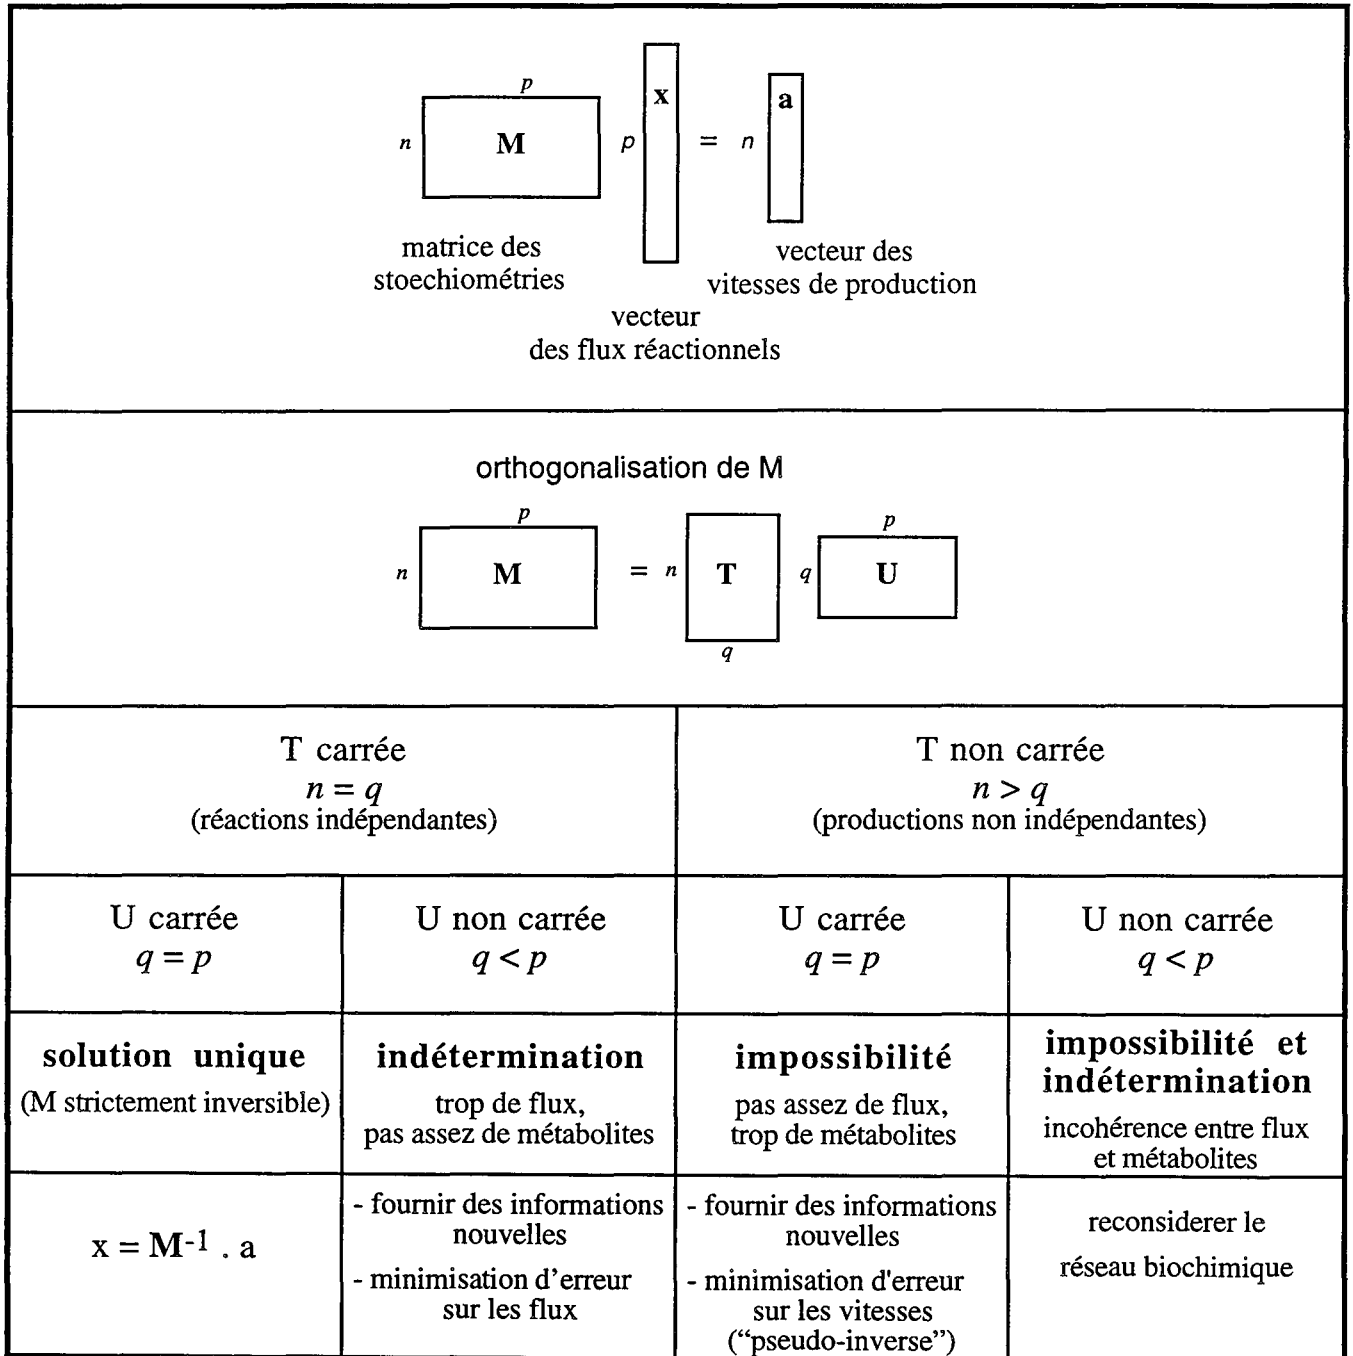 p
n M p x = n a
matrice des
stoechiométries
vecteur des
vitesses de production
vecteur
des flux réactionnels
orthogonalisation de M
p
n M = n T q U p
q
T carrée
n = q
(réactions indépendantes)
T non carrée
n > q
(productions non indépendantes)
U carrée
q = p
U non carrée
q < p
U carrée
q = p
U non carrée
q < p
solution unique
(M strictement inversible)
indétermination
trop de flux,
pas assez de métabolites
impossibilité
pas assez de flux,
trop de métabolites
impossibilité et
indétermination
incohérence entre flux
et métabolites
x = M-1 . a
- fournir des informations
nouvelles
- minimisation d’erreur
sur les flux
- fournir des informations
nouvelles
- minimisation d'erreur
sur les vitesses
(“pseudo-inverse”)
reconsiderer le
réseau biochimique